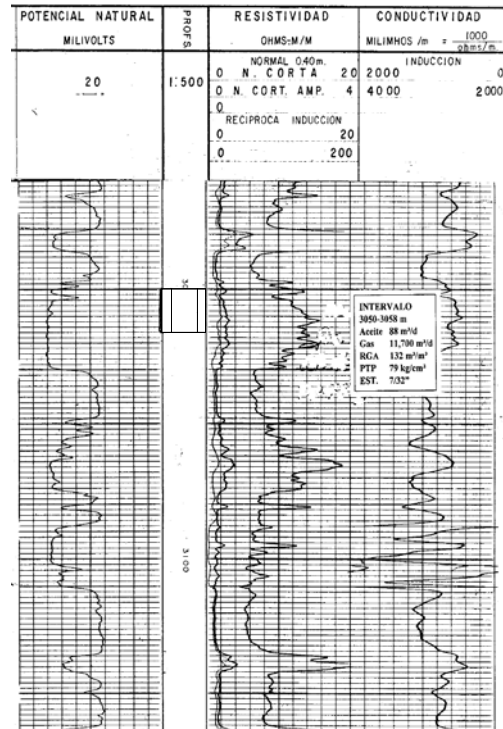 POTENCIAL NATURAL
MILIVOLTS
20
PROFS.
1:500
RESISTIVIDAD
OHMS-M/M
NORMAL 0.40m.
0 N. CORTA 20
0 N. CORT. AMP. 4
0
RECIPROCA INDUCCION
0 20
0 200
CONDUCTIVIDAD
MILIMHOS /m = 1000
ohms/m.
INDUCCION
2000 0
4000 2000
INTERVALO
3050-3058 m
Aceite 88 m³/d
Gas 11,700 m³/d
RGA 132 m³/m³
PTP 79 kg/cm²
EST. 7/32"
3100